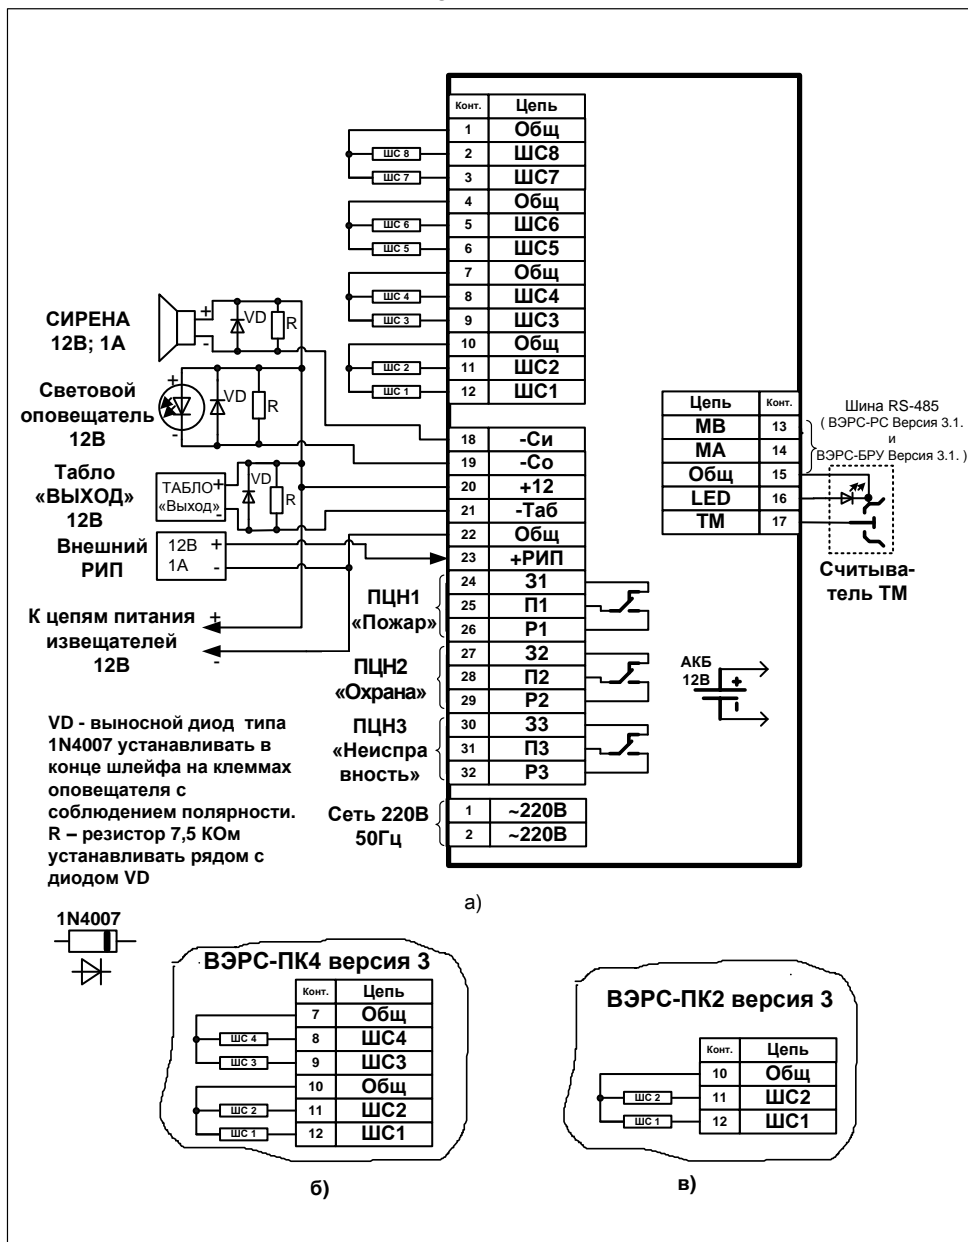 Конт. Цепь
1 Общ
ШС 8 2 ШС8
ШС 7 3 ШС7
4 Общ
ШС 6 5 ШС6
ШС 5 6 ШС5
7 Общ
ШС 4 8 ШС4
ШС 3 9 ШС3
10 Общ
ШС 2 11 ШС2
ШС 1 12 ШС1
СИРЕНА
12В; 1А
+ VD R
-
Световой
оповещатель
12В
+ VD R
-
Табло
«ВЫХОД»
12В
ТАБЛО + VD R
«Выход» -
Внешний
РИП
12В +
1А -
К цепям питания
извещателей
12В
+
-
18 -Си
19 -Со
20 +12
21 -Таб
22 Общ
23 +РИП
24 З1
25 П1
26 Р1
27 З2
28 П2
29 Р2
30 З3
31 П3
32 Р3
ПЦН1
«Пожар»
ПЦН2
«Охрана»
ПЦН3
«Неиспра
вность»
Сеть 220В
50Гц
1 ~220В
2 ~220В
Цепь Конт.
МВ 13
МА 14
Общ 15
LED 16
ТМ 17
Шина RS-485
( ВЭРС-РС Версия 3.1.
и
ВЭРС-БРУ Версия 3.1. )
Считыва-
тель ТМ
АКБ
12В
+
-
VD - выносной диод типа
1N4007 устанавливать в
конце шлейфа на клеммах
оповещателя с
соблюдением полярности.
R – резистор 7,5 КОм
устанавливать рядом с
диодом VD
1N4007
а)
ВЭРС-ПК4 версия 3
Конт. Цепь
7 Общ
ШС 4 8 ШС4
ШС 3 9 ШС3
10 Общ
ШС 2 11 ШС2
ШС 1 12 ШС1
б)
ВЭРС-ПК2 версия 3
Конт. Цепь
10 Общ
ШС 2 11 ШС2
ШС 1 12 ШС1
в)